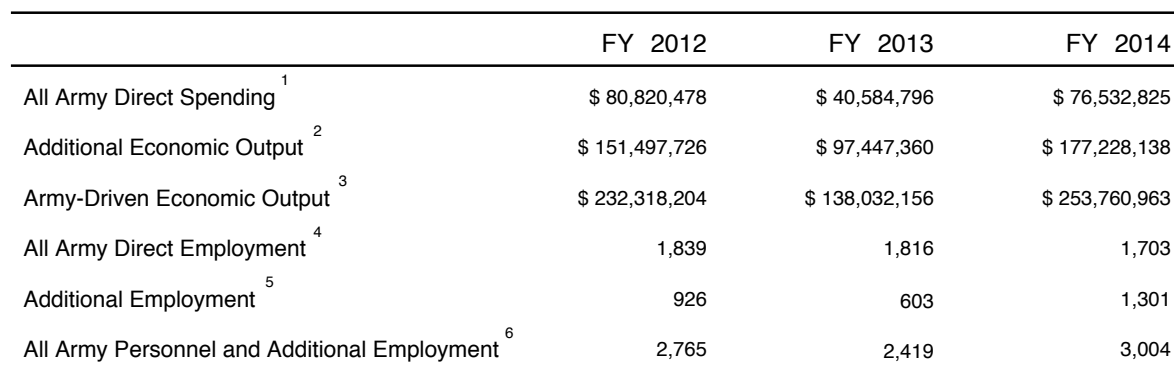 FY 2012 FY 2013 FY 2014
All Army Direct Spending 1 $ 80,820,478 $ 40,584,796 $ 76,532,825
Additional Economic Output 2 $ 151,497,726 $ 97,447,360 $ 177,228,138
Army-Driven Economic Output 3 $ 232,318,204 $ 138,032,156 $ 253,760,963
All Army Direct Employment 4 1,839 1,816 1,703
Additional Employment 5 926 603 1,301
All Army Personnel and Additional Employment 6 2,765 2,419 3,004